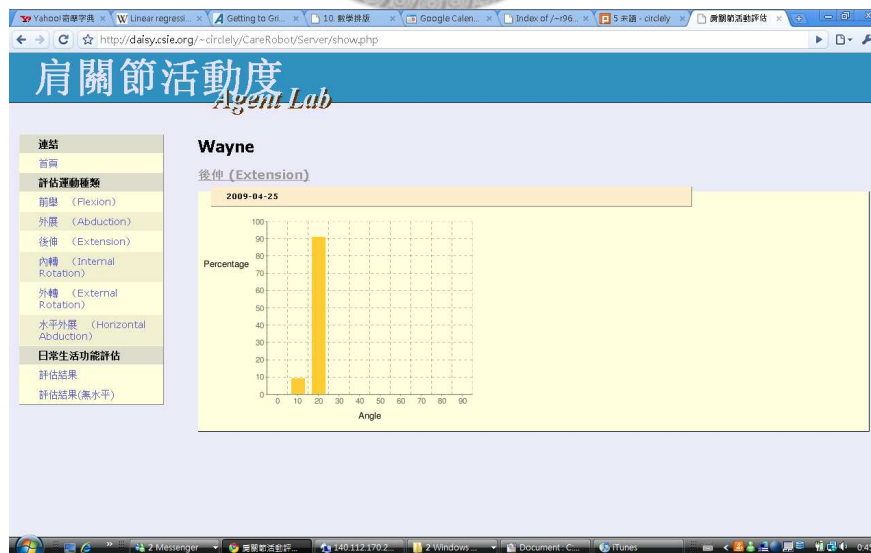 Yahoo!奇摩字典
Linear regressi...
Getting to Gri...
10. 數學排版
Google Calen...
Index of /~r96...
5 未讀 - circlely
肩關節活動評估
http://daisy.csie.org/~circlely/CareRobot/Server/show.php
肩關節活動度
Agent Lab
連結
首頁
評估運動種類
前舉 (Flexion)
外展 (Abduction)
後伸 (Extension)
內轉 (Internal
Rotation)
外轉 (External
Rotation)
水平外展 (Horizontal
Abduction)
日常生活功能評估
評估結果
評估結果(無水平)
Wayne
後伸 (Extension)
2009-04-25
100
90
80
Percentage
70
60
50
40
30
20
10
0
0 10 20 30 40 50 60 70 80 90
Angle
2 Messenger
肩關節活動評...
140.112.170.2...
2 Windows ...
Document : C...
iTunes